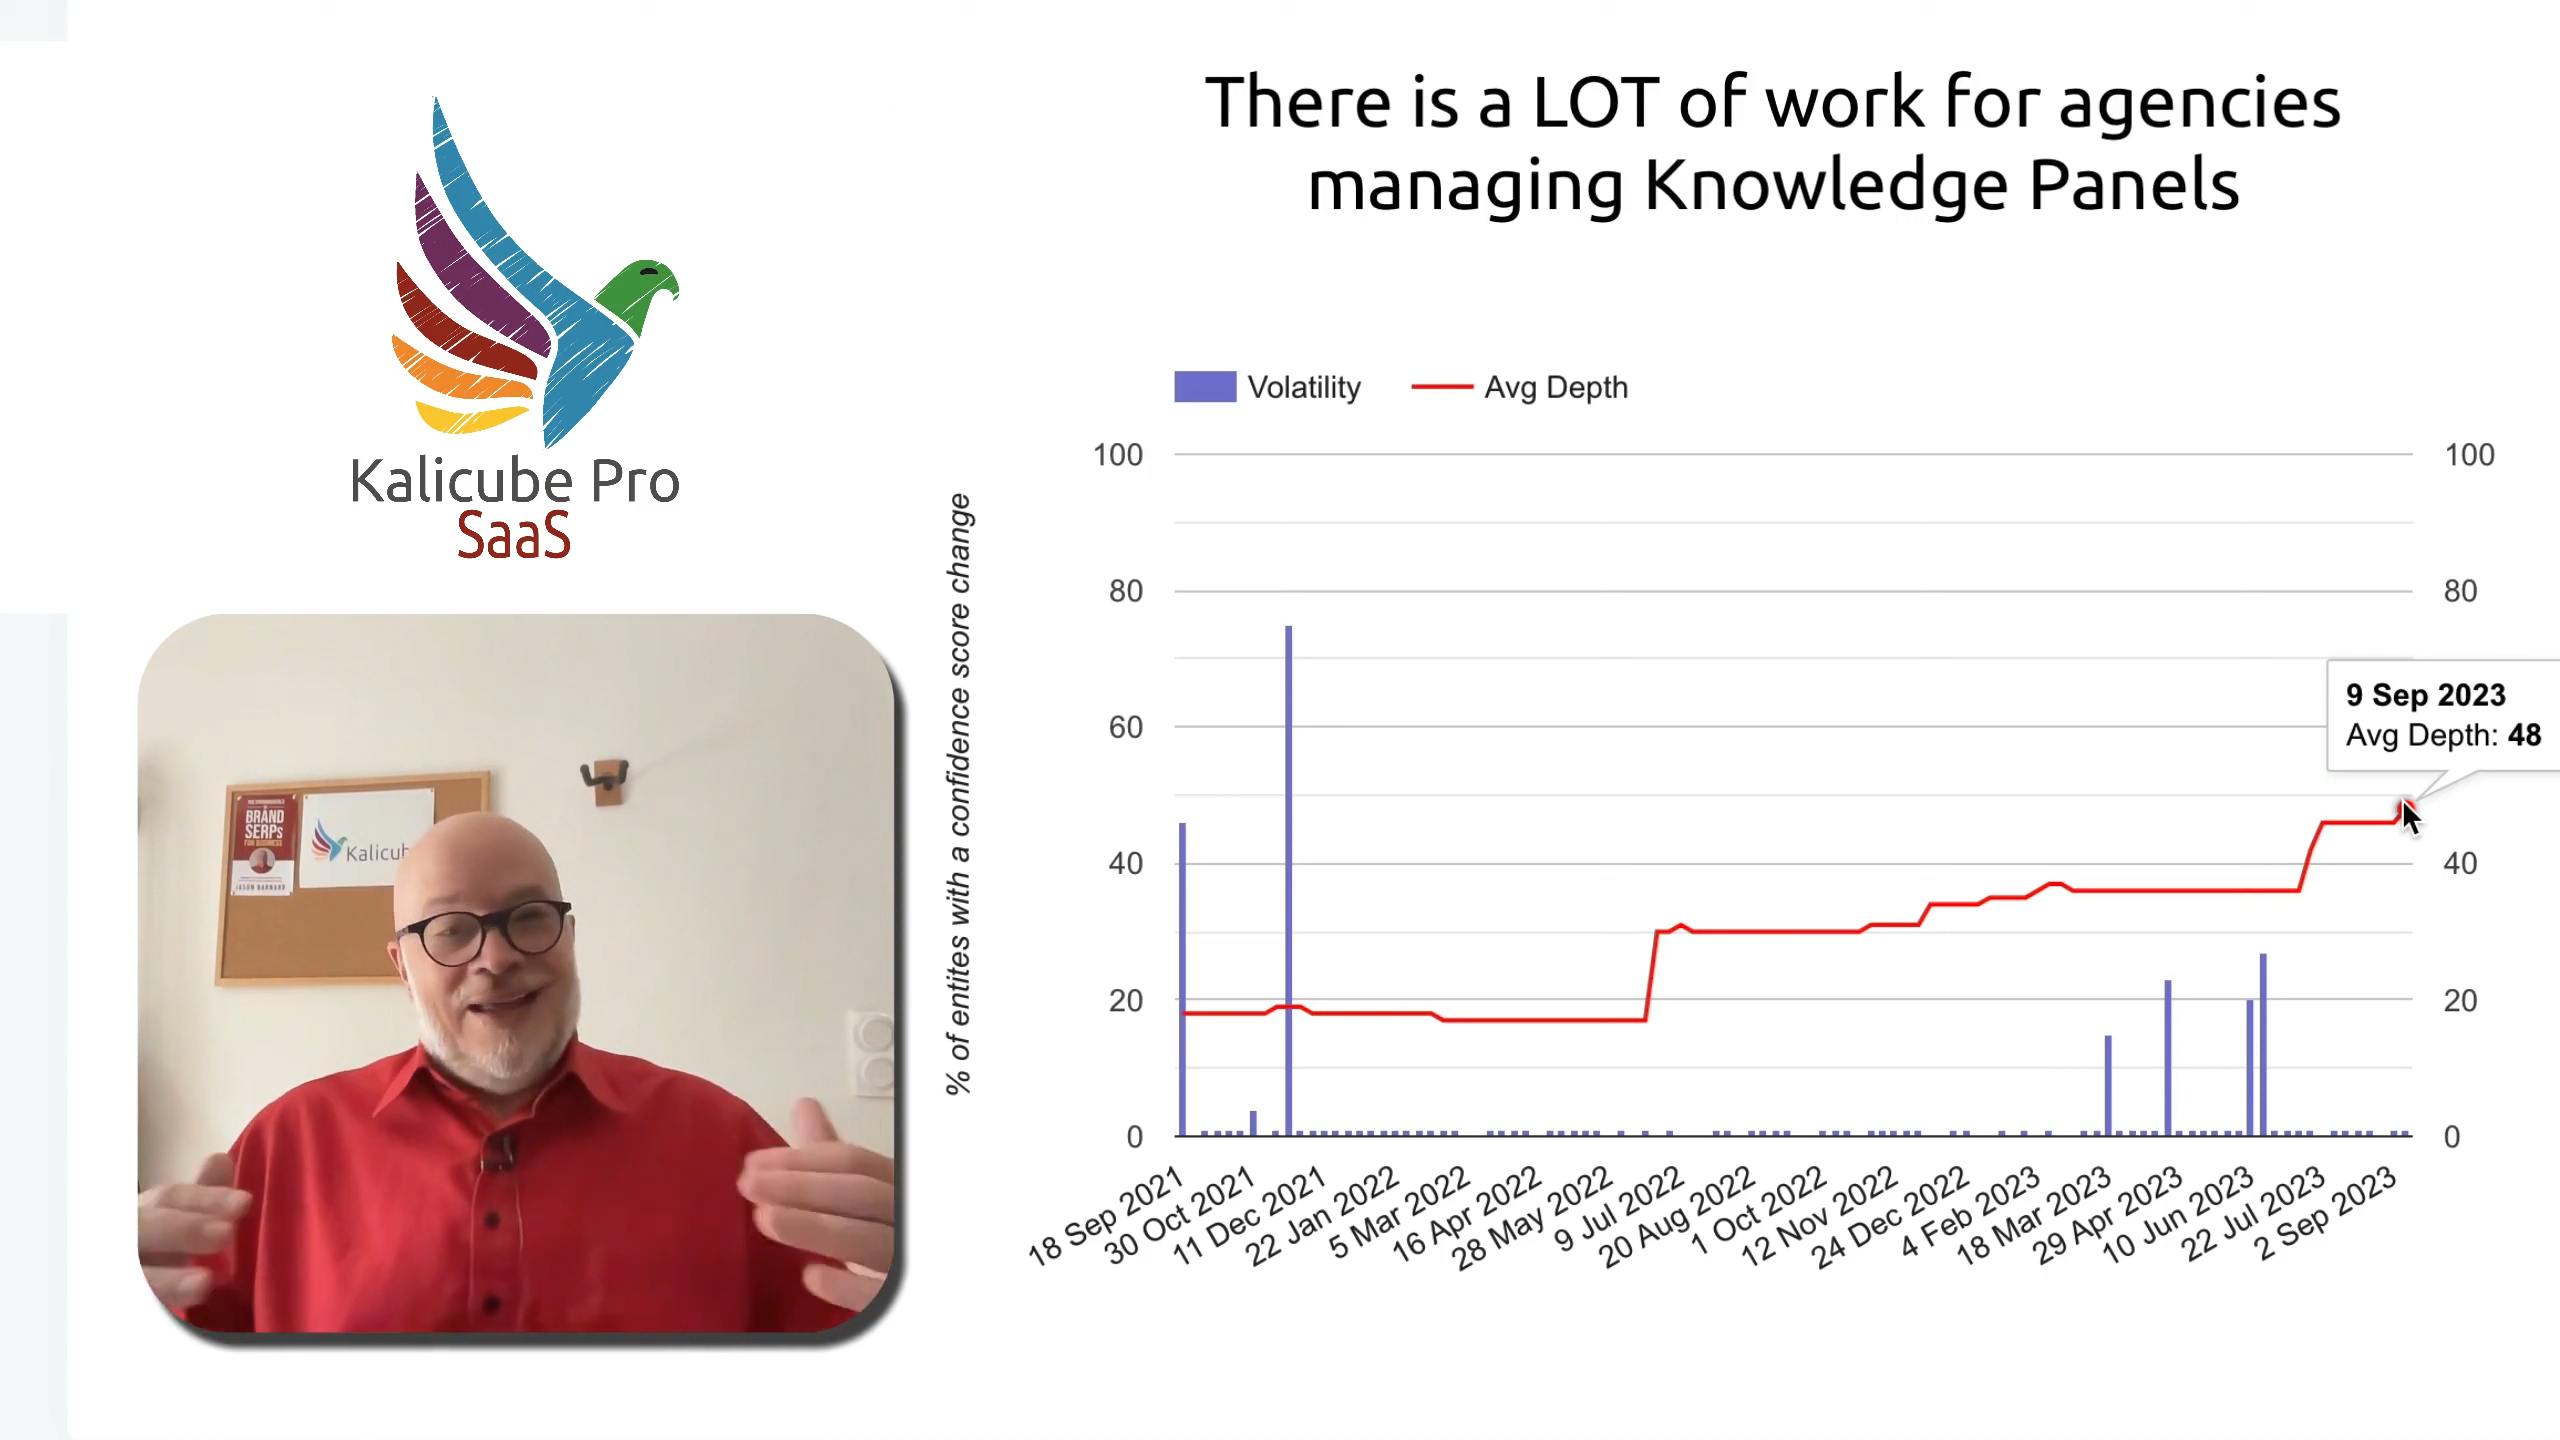 There is a LOT of work for agencies
managing Knowledge Panels
Kalicube Pro
SaaS
BRAND
SERPs
FOR BUSINESS
JASON BARNARD
Kalicub
Volatility
Avg Depth
% of entites with a confidence score change
100
80
60
40
20
0
100
80
40
20
0
9 Sep 2023
Avg Depth: 48
18 Sep 2021
30 Oct 2021
11 Dec 2021
22 Jan 2022
5 Mar 2022
16 Apr 2022
28 May 2022
9 Jul 2022
20 Aug 2022
1 Oct 2022
12 Nov 2022
24 Dec 2022
4 Feb 2023
18 Mar 2023
29 Apr 2023
10 Jun 2023
22 Jul 2023
2 Sep 2023